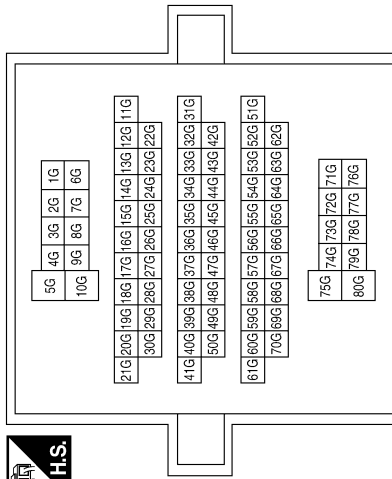 H.S.
5G 4G 3G 2G 1G
10G 9G 8G 7G 6G
21G 20G 19G 18G 17G 16G 15G 14G 13G 12G 11G
30G 29G 28G 27G 26G 25G 24G 23G 22G
41G 40G 39G 38G 37G 36G 35G 34G 33G 32G 31G
50G 49G 48G 47G 46G 45G 44G 43G 42G
61G 60G 59G 58G 57G 56G 55G 54G 53G 52G 51G
70G 69G 68G 67G 66G 65G 64G 63G 62G
75G 74G 73G 72G 71G
80G 79G 78G 77G 76G